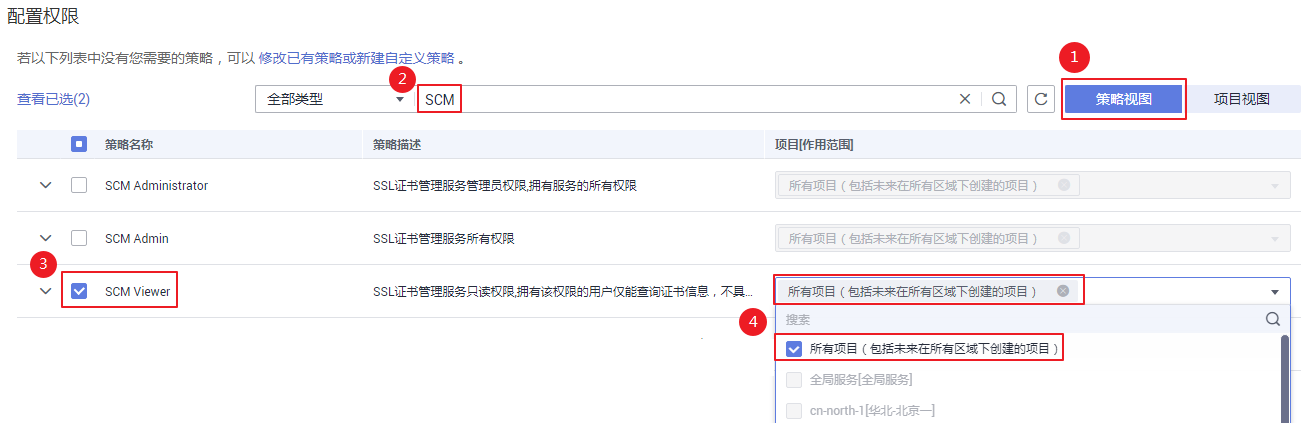 配置权限
若以下列表中没有您需要的策略，可以 修改已有策略或新建自定义策略 。
1
2
查看已选(2) 全部类型 SCM 策略视图 项目视图
策略名称 策略描述 项目[作用范围]
SCM Administrator SSL证书管理服务管理员权限,拥有服务的所有权限 所有项目（包括未来在所有区域下创建的项目）
SCM Admin SSL证书管理服务所有权限 所有项目（包括未来在所有区域下创建的项目）
3
SCM Viewer SSL证书管理服务只读权限,拥有该权限的用户仅能查询证书信息，不具... 所有项目（包括未来在所有区域下创建的项目）
4
搜索
所有项目（包括未来在所有区域下创建的项目）
全局服务[全局服务]
cn-north-1[华北-北京一]